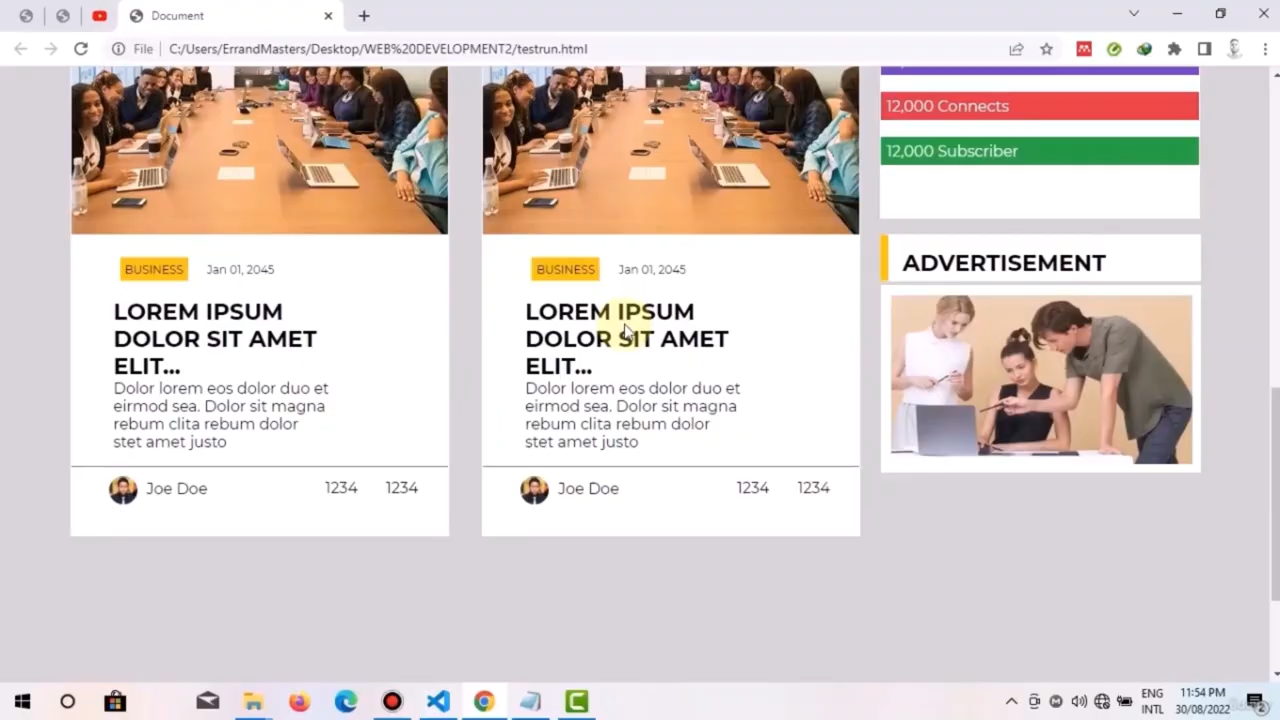 Document
File
C:/Users/ErrandMasters/Desktop/WEB%20DEVELOPMENT2/testrun.html
12,000 Connects
12,000 Subscriber
ADVERTISEMENT
BUSINESS Jan 01, 2045
LOREM IPSUM
DOLOR SIT AMET
ELIT...
Dolor lorem eos dolor duo et
eirmod sea. Dolor sit magna
rebum clita rebum dolor
stet amet justo
Joe Doe 1234 1234
BUSINESS Jan 01, 2045
LOREM IPSUM
DOLOR SIT AMET
ELIT...
Dolor lorem eos dolor duo et
eirmod sea. Dolor sit magna
rebum clita rebum dolor
stet amet justo
Joe Doe 1234 1234
ENG
INTL
11:54 PM
30/08/2022
2